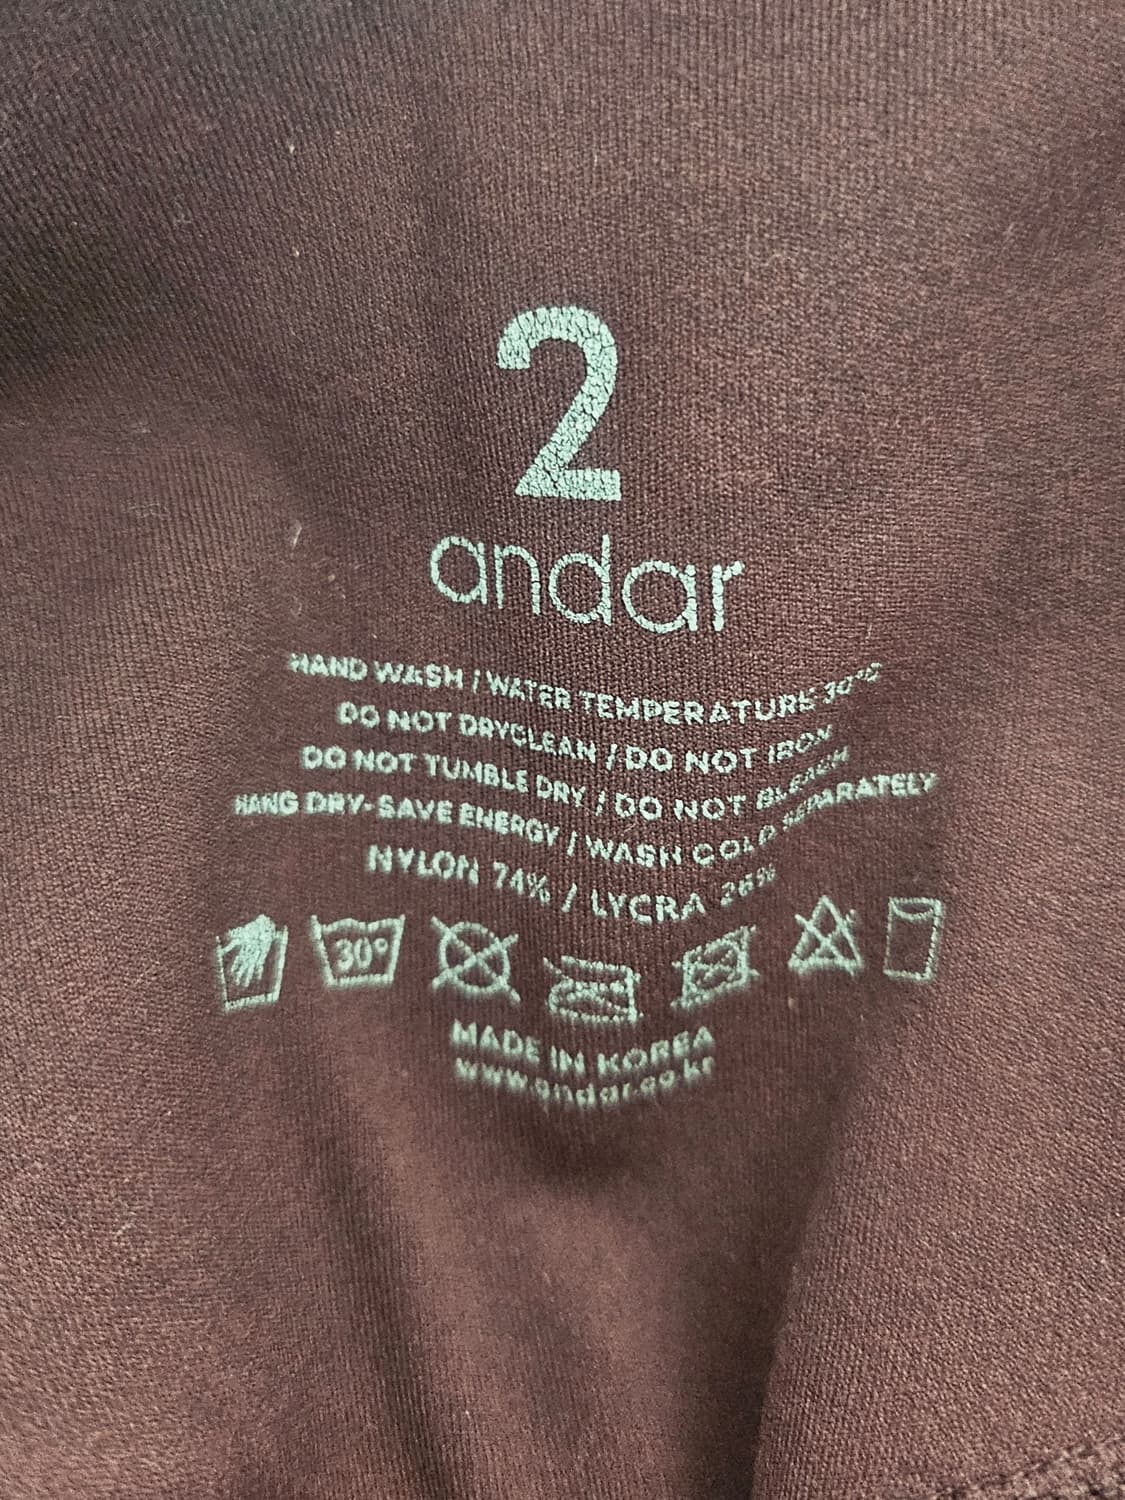 2
andar
HAND WASH / WATER TEMPERATURE 30°C
DO NOT DRYCLEAN / DO NOT IRON
DO NOT TUMBLE DRY / DO NOT BLEACH
HANG DRY-SAVE ENERGY / WASH COLD SEPARATELY
NYLON 74% / LYCRA 26%
30°
MADE IN KOREA
www.andar.co.kr